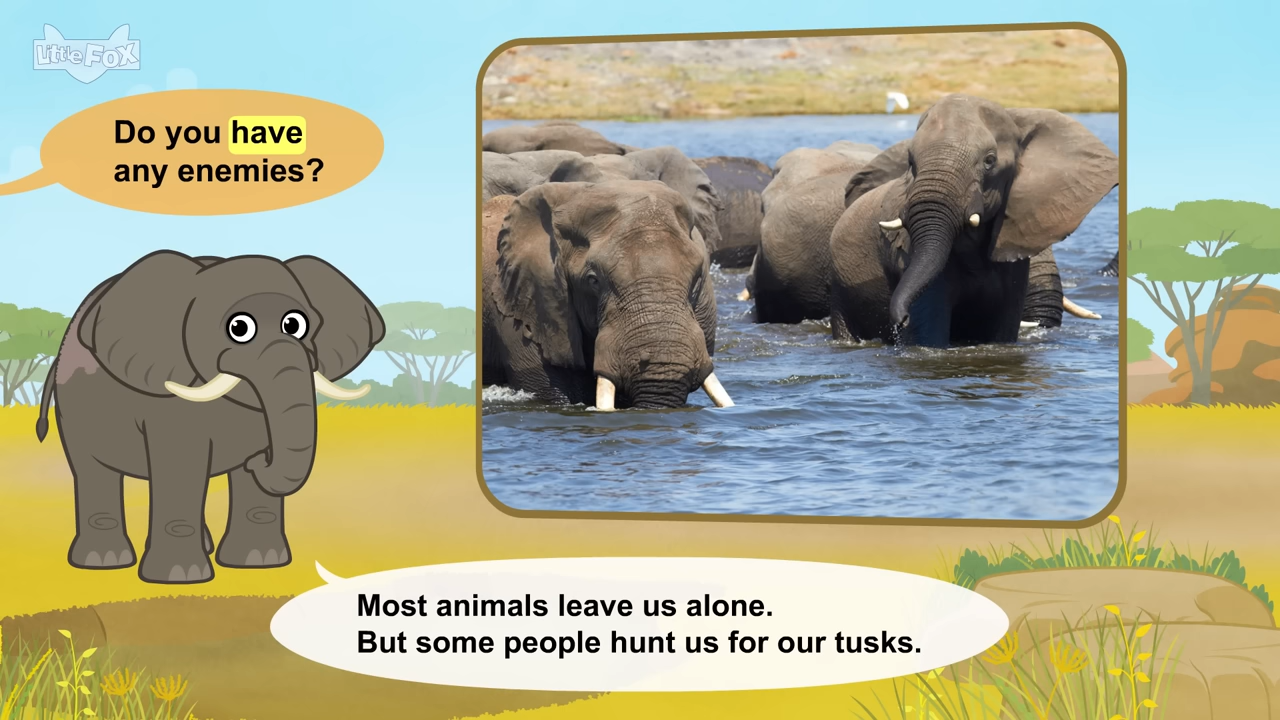 Little Fox
Do you have
any enemies?
Most animals leave us alone.
But some people hunt us for our tusks.